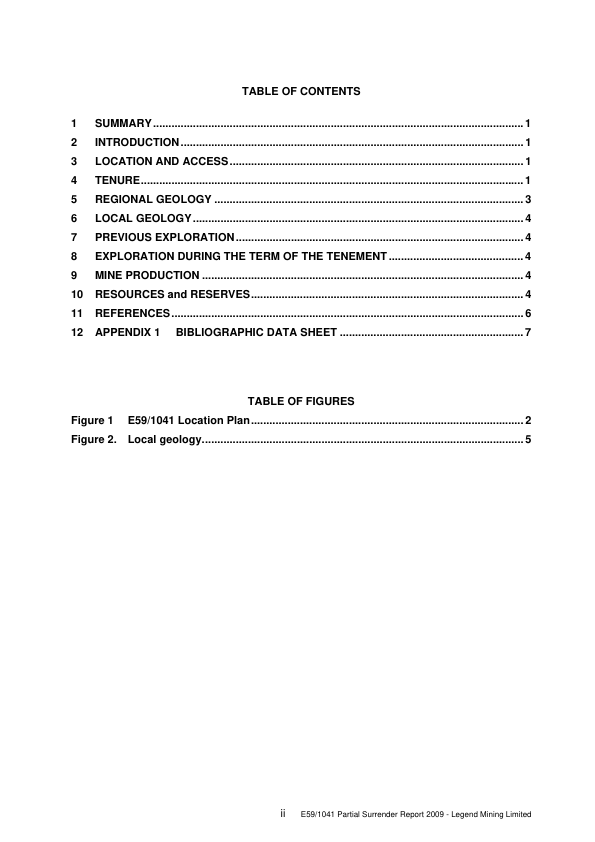 TABLE OF CONTENTS
1 SUMMARY 1
2 INTRODUCTION 1
3 LOCATION AND ACCESS 1
4 TENURE 1
5 REGIONAL GEOLOGY 3
6 LOCAL GEOLOGY 4
7 PREVIOUS EXPLORATION 4
8 EXPLORATION DURING THE TERM OF THE TENEMENT 4
9 MINE PRODUCTION 4
10 RESOURCES and RESERVES 4
11 REFERENCES 6
12 APPENDIX 1 BIBLIOGRAPHIC DATA SHEET 7
TABLE OF FIGURES
Figure 1 E59/1041 Location Plan 2
Figure 2. Local geology. 5
ii E59/1041 Partial Surrender Report 2009 - Legend Mining Limited